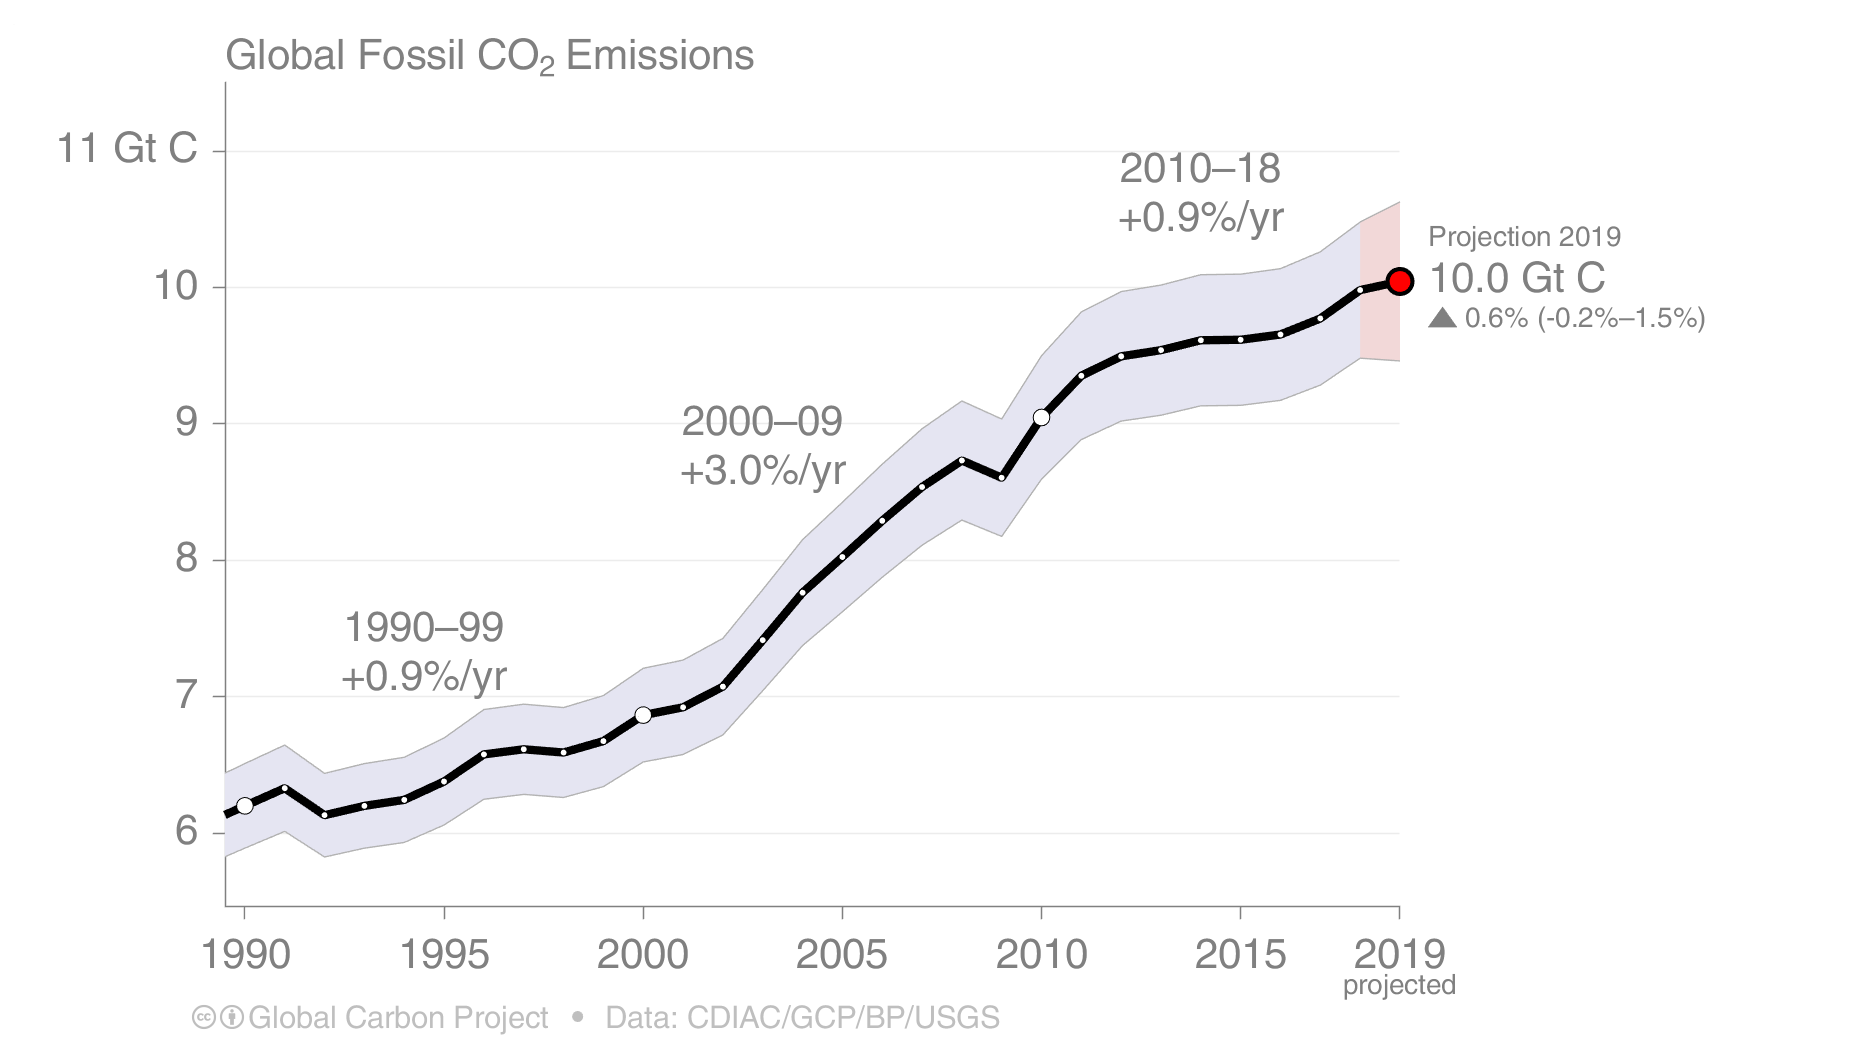 Global Fossil CO₂ Emissions
11 Gt C
10
9
8
7
6
1990–99
+0.9%/yr
2000–09
+3.0%/yr
2010–18
+0.9%/yr
Projection 2019
10.0 Gt C
▲ 0.6% (-0.2%–1.5%)
1990 1995 2000 2005 2010 2015 2019
projected
Global Carbon Project • Data: CDIAC/GCP/BP/USGS